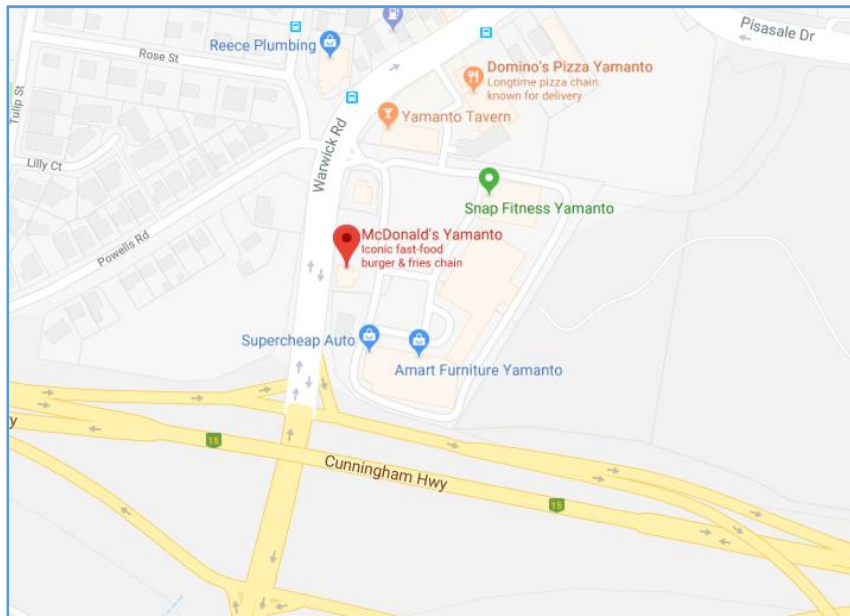 Pisasale Dr
Reece Plumbing
Rose St
Domino's Pizza Yamanto
Longtime pizza chain
known for delivery
Tulip St
Yamanto Tavern
Warwick Rd
Lilly Ct
Snap Fitness Yamanto
McDonald's Yamanto
Iconic fast-food
burger & fries chain
Powells Rd
Supercheap Auto
Amart Furniture Yamanto
y
15
Cunningham Hwy
15